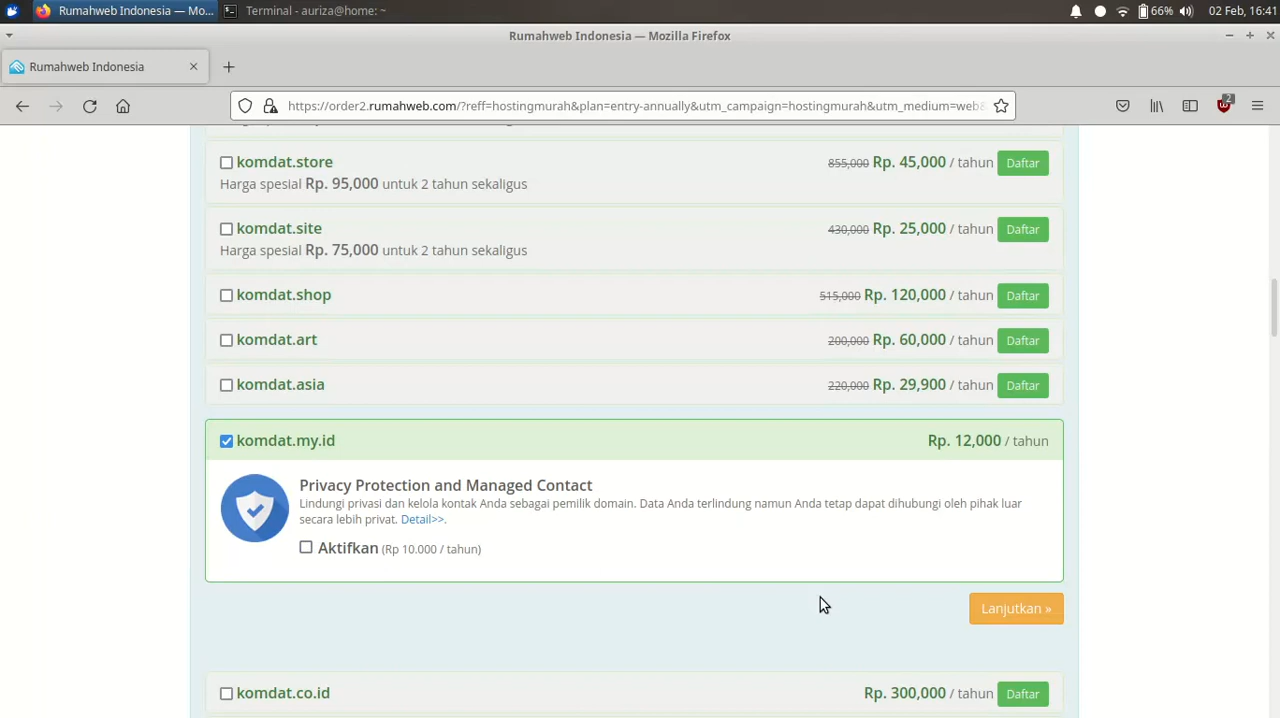 Rumahweb Indonesia — Mo...
Terminal - auriza@home: ~
66%
02 Feb, 16:41
Rumahweb Indonesia — Mozilla Firefox
Rumahweb Indonesia
https://order2.rumahweb.com/?reff=hostingmurah&plan=entry-annually&utm_campaign=hostingmurah&utm_medium=web&
2
komdat.store 855,000 Rp. 45,000 / tahun Daftar
Harga spesial Rp. 95,000 untuk 2 tahun sekaligus
komdat.site 430,000 Rp. 25,000 / tahun Daftar
Harga spesial Rp. 75,000 untuk 2 tahun sekaligus
komdat.shop 515,000 Rp. 120,000 / tahun Daftar
komdat.art 200,000 Rp. 60,000 / tahun Daftar
komdat.asia 220,000 Rp. 29,900 / tahun Daftar
komdat.my.id Rp. 12,000 / tahun
Privacy Protection and Managed Contact
Lindungi privasi dan kelola kontak Anda sebagai pemilik domain. Data Anda terlindung namun Anda tetap dapat dihubungi oleh pihak luar
secara lebih privat. Detail>>.
Aktifkan (Rp 10.000 / tahun)
Lanjutkan »
komdat.co.id Rp. 300,000 / tahun Daftar